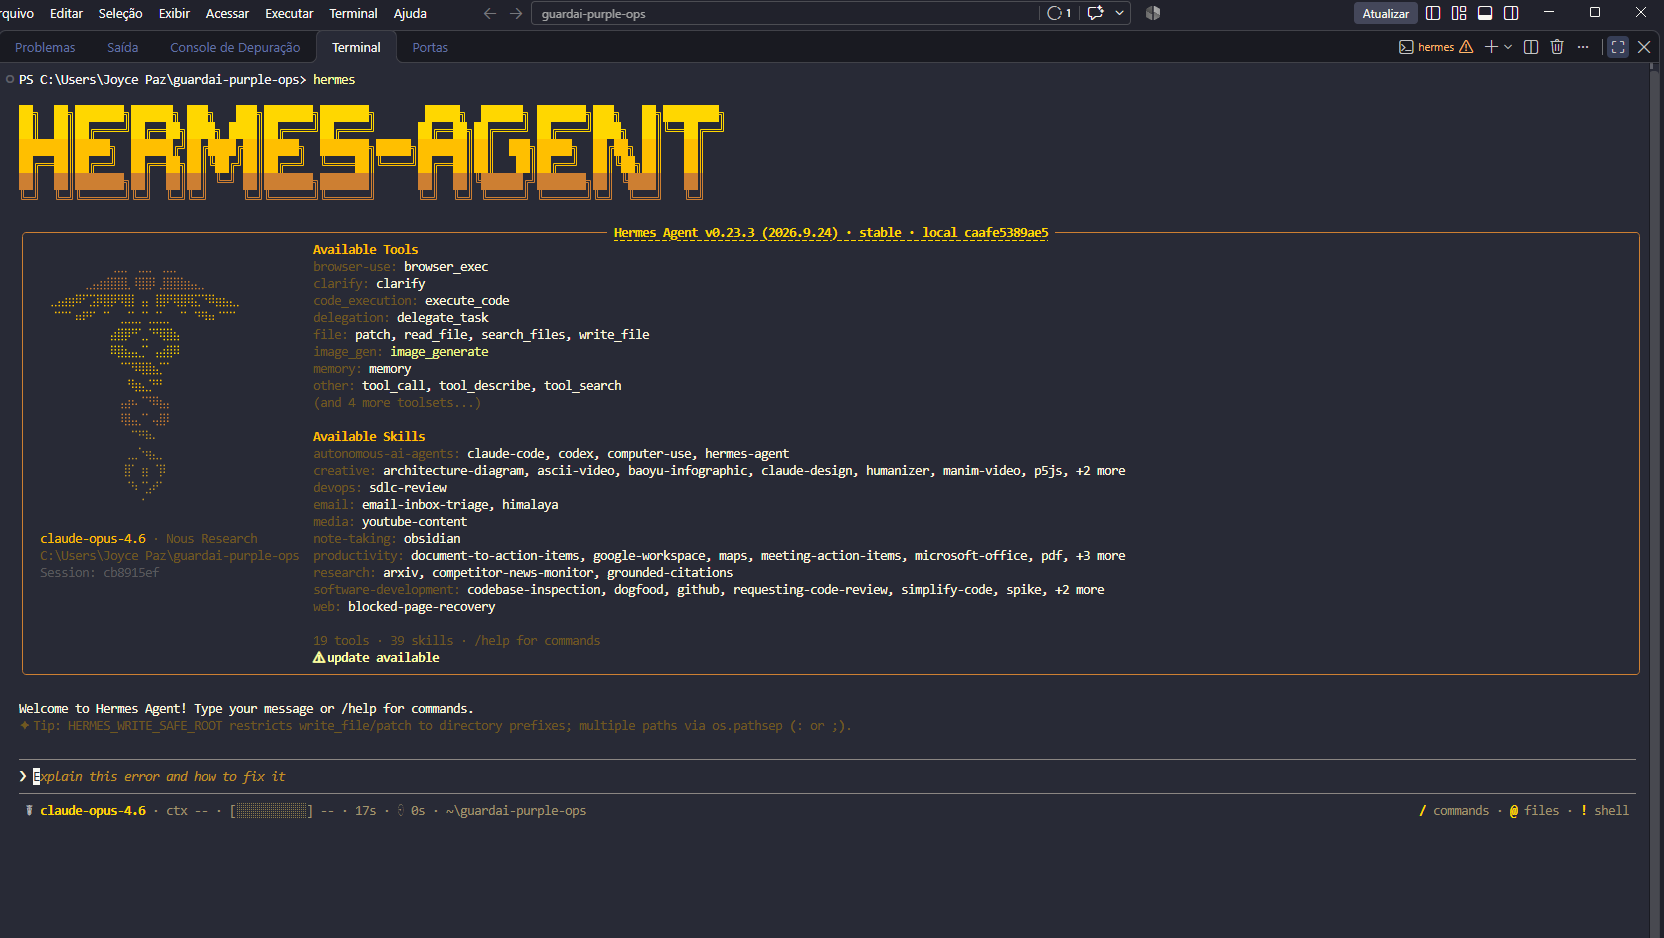 rquivo Editar Seleção Exibir Acessar Executar Terminal Ajuda guardai-purple-ops 1 Atualizar
Problemas Saída Console de Depuração Terminal Portas hermes
PS C:\Users\Joyce Paz\guardai-purple-ops> hermes
HERMES-AGENT
Hermes Agent v0.23.3 (2026.9.24) · stable · local caafe5389ae5
Available Tools
browser-use: browser_exec
clarify: clarify
code_execution: execute_code
delegation: delegate_task
file: patch, read_file, search_files, write_file
image_gen: image_generate
memory: memory
other: tool_call, tool_describe, tool_search
(and 4 more toolsets...)
Available Skills
autonomous-ai-agents: claude-code, codex, computer-use, hermes-agent
creative: architecture-diagram, ascii-video, baoyu-infographic, claude-design, humanizer, manim-video, p5js, +2 more
devops: sdlc-review
email: email-inbox-triage, himalaya
media: youtube-content
note-taking: obsidian
productivity: document-to-action-items, google-workspace, maps, meeting-action-items, microsoft-office, pdf, +3 more
research: arxiv, competitor-news-monitor, grounded-citations
software-development: codebase-inspection, dogfood, github, requesting-code-review, simplify-code, spike, +2 more
web: blocked-page-recovery
19 tools · 39 skills · /help for commands
⚠ update available
claude-opus-4.6 · Nous Research
C:\Users\Joyce Paz\guardai-purple-ops
Session: cb8915ef
Welcome to Hermes Agent! Type your message or /help for commands.
✦ Tip: HERMES_WRITE_SAFE_ROOT restricts write_file/patch to directory prefixes; multiple paths via os.pathsep (: or ;).
❯ Explain this error and how to fix it
claude-opus-4.6 · ctx -- · [░░░░░░░░░░] -- · 17s · 0s · ~\guardai-purple-ops / commands · @ files · ! shell